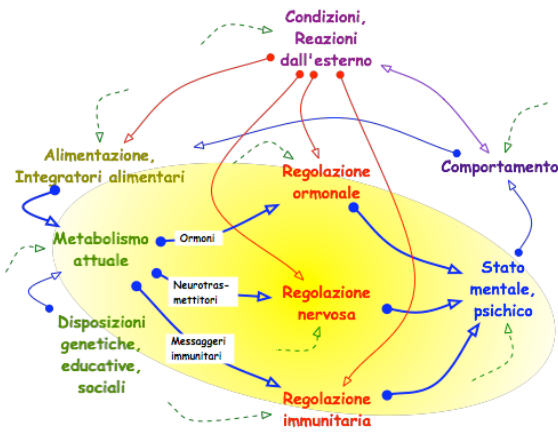 Condizioni,
Reazioni
dall'esterno
Alimentazione,
Integratori alimentari
Regolazione
ormonale
Comportamento
Metabolismo
attuale
Ormoni
Stato
mentale,
psichico
Neurotras-
mettitori
Regolazione
nervosa
Disposizioni
genetiche,
educative,
sociali
Messaggeri
immunitari
Regolazione
immunitaria